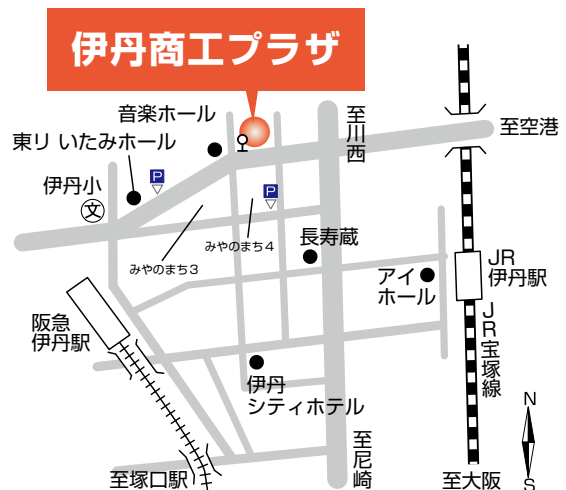 伊丹商工プラザ
音楽ホール
東リ いたみホール
至川西
至空港
P
伊丹小
文
P
みやのまち4
みやのまち3
長寿蔵
アイ
ホール
JR
伊丹駅
阪急
伊丹駅
JR宝塚線
伊丹
シティホテル
N
至塚口駅
至尼崎
至大阪
S